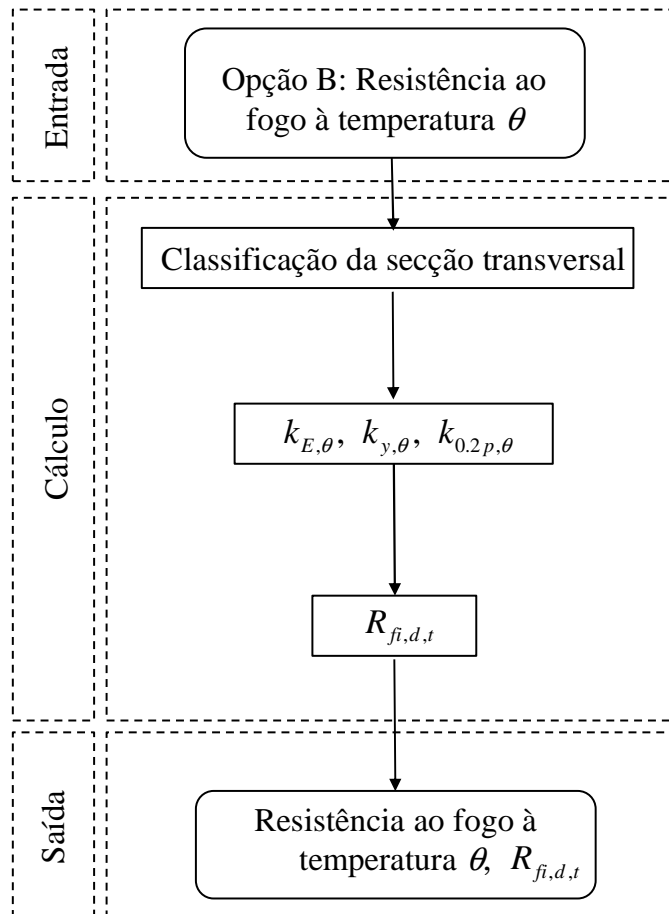 Entrada
Opção B: Resistência ao
fogo à temperatura θ
Cálculo
Classificação da secção transversal
k_{E,θ}, k_{y,θ}, k_{0.2p,θ}
R_{fi,d,t}
Saída
Resistência ao fogo à
temperatura θ, R_{fi,d,t}